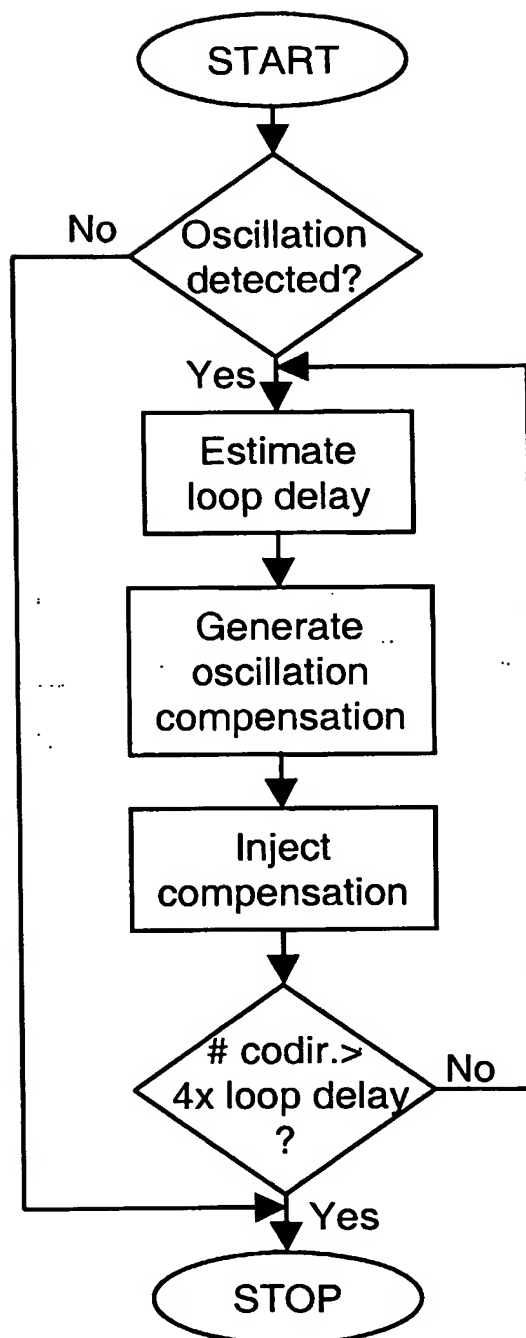 START
No
Oscillation
detected?
Yes
Estimate
loop delay
Generate
oscillation
compensation
Inject
compensation
# codir.>
4x loop delay
?
No
Yes
STOP